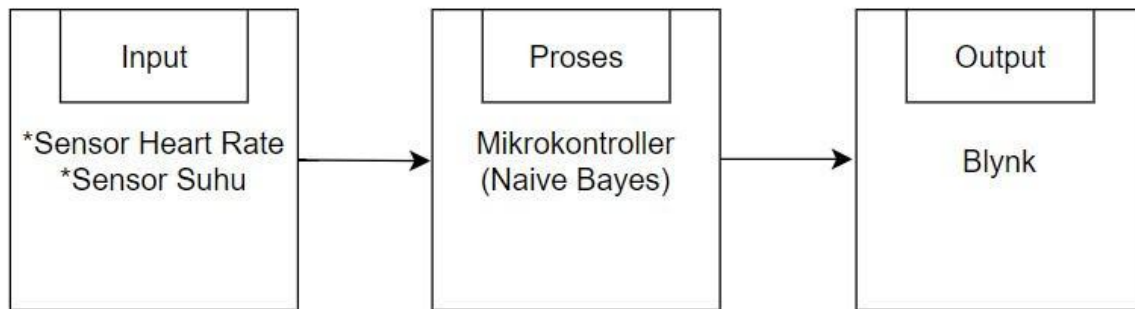 Input
*Sensor Heart Rate
*Sensor Suhu
Proses
Mikrokontroller
(Naive Bayes)
Output
Blynk